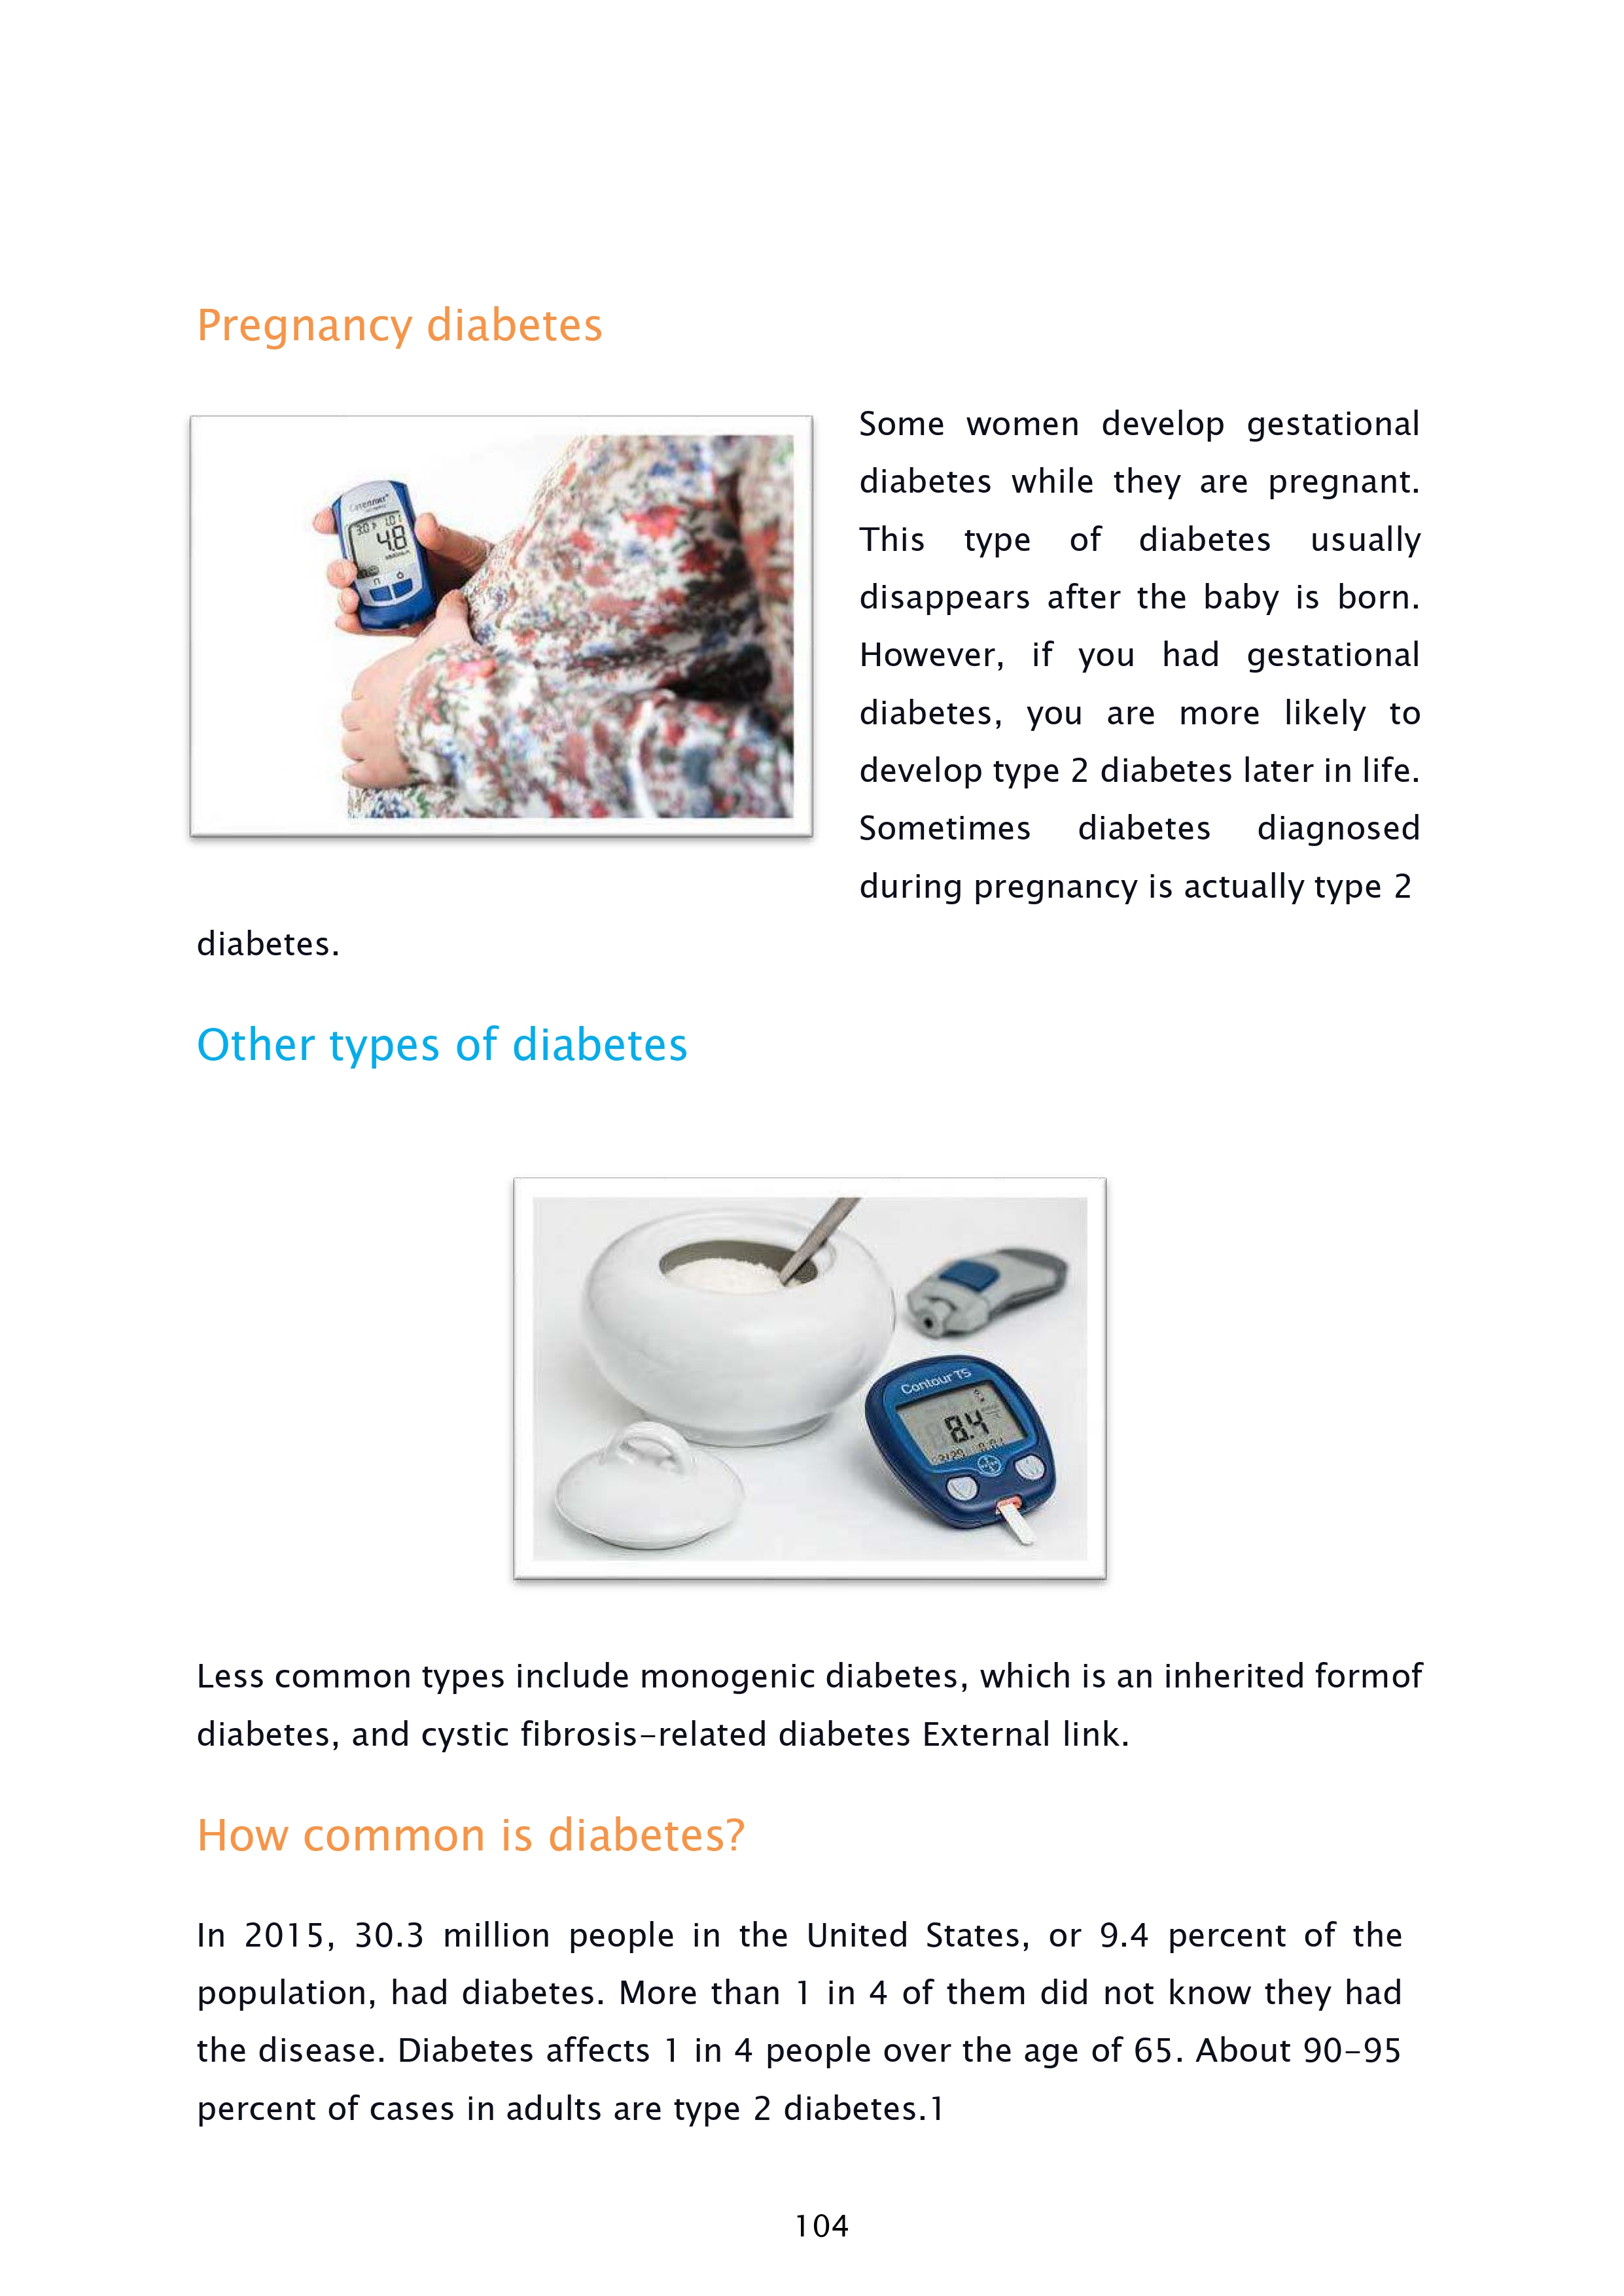 Pregnancy diabetes
Some women develop gestational
diabetes while they are pregnant.
This type of diabetes usually
disappears after the baby is born.
However, if you had gestational
diabetes, you are more likely to
develop type 2 diabetes later in life.
Sometimes diabetes diagnosed
during pregnancy is actually type 2
diabetes.
4.8
Other types of diabetes
Contour TS
8.4
Less common types include monogenic diabetes, which is an inherited formof
diabetes, and cystic fibrosis-related diabetes External link.
How common is diabetes?
In 2015, 30.3 million people in the United States, or 9.4 percent of the
population, had diabetes. More than 1 in 4 of them did not know they had
the disease. Diabetes affects 1 in 4 people over the age of 65. About 90-95
percent of cases in adults are type 2 diabetes.1
104